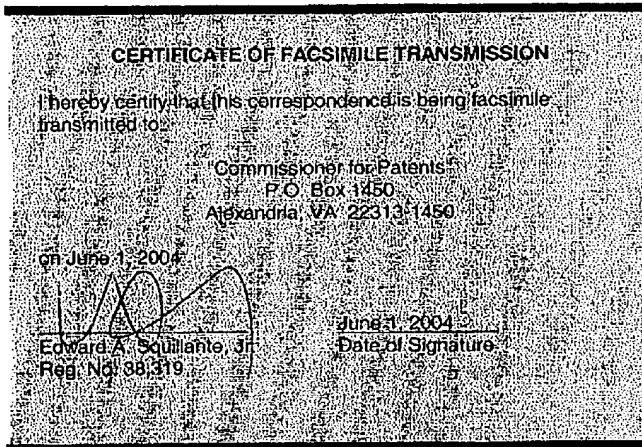 CERTIFICATE OF FACSIMILE TRANSMISSION
I hereby certify that this correspondence is being facsimile
transmitted to:
Commissioner for Patents
P.O. Box 1450
Alexandria, VA 22313-1450
on June 1, 2004
June 1, 2004
Edward A. Squillante, Jr.
Date of Signature
Reg. No. 38,319